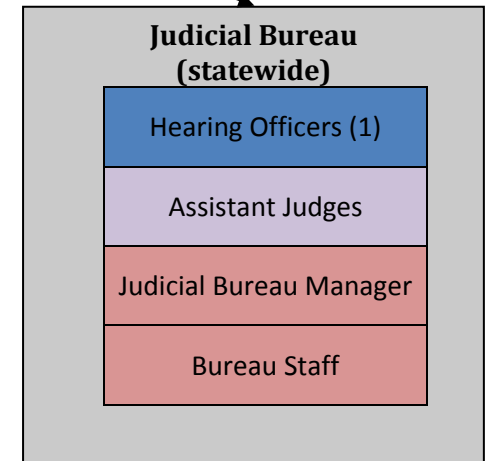 Judicial Bureau
(statewide)
Hearing Officers (1)
Assistant Judges
Judicial Bureau Manager
Bureau Staff